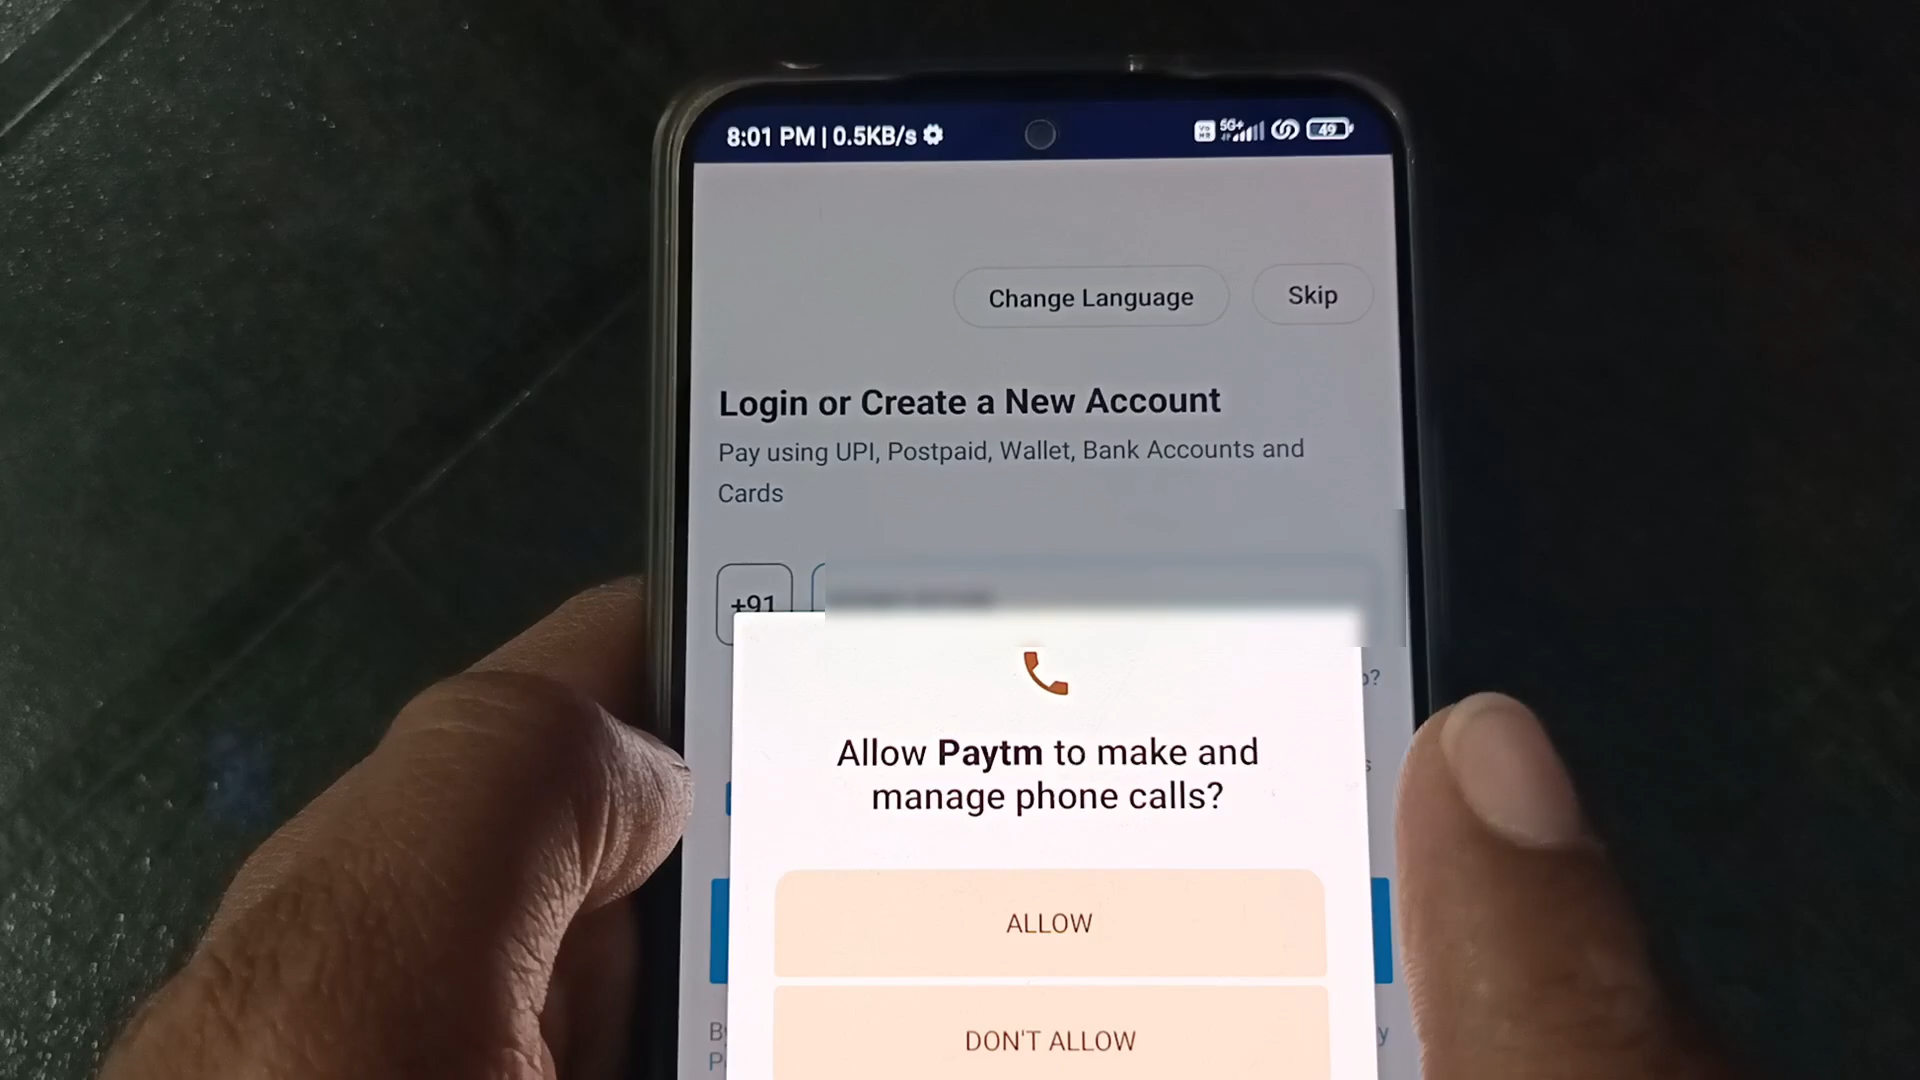 8:01 PM | 0.5KB/s
5G+ 49
Change Language
Skip
Login or Create a New Account
Pay using UPI, Postpaid, Wallet, Bank Accounts and
Cards
+91
Allow Paytm to make and
manage phone calls?
ALLOW
DON'T ALLOW